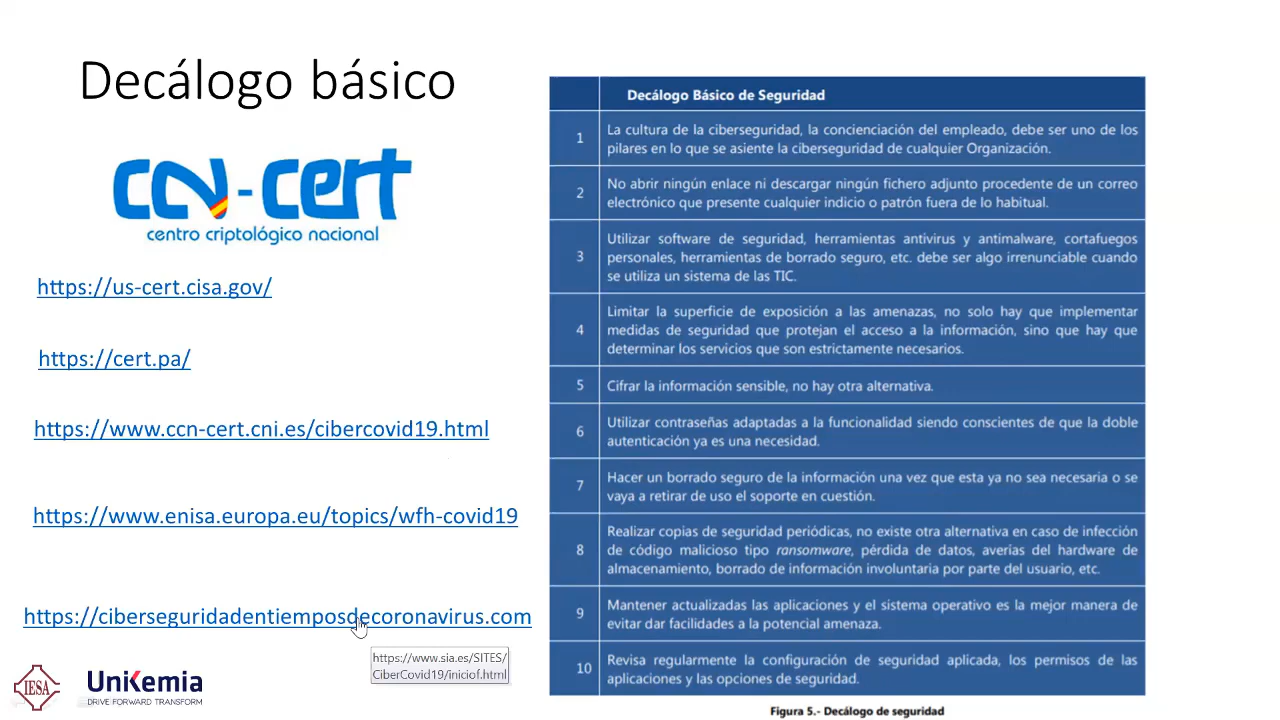 Decálogo básico
ccn-cert
centro criptológico nacional
https://us-cert.cisa.gov/
https://cert.pa/
https://www.ccn-cert.cni.es/cibercovid19.html
https://www.enisa.europa.eu/topics/wfh-covid19
https://ciberseguridadentiemposdecoronavirus.com
https://www.sia.es/SITES/
CiberCovid19/iniciof.html
IESA
UniKemia
DRIVE FORWARD TRANSFORM
Decálogo Básico de Seguridad
1
La cultura de la ciberseguridad, la concienciación del empleado, debe ser uno de los
pilares en lo que se asiente la ciberseguridad de cualquier Organización.
2
No abrir ningún enlace ni descargar ningún fichero adjunto procedente de un correo
electrónico que presente cualquier indicio o patrón fuera de lo habitual.
3
Utilizar software de seguridad, herramientas antivirus y antimalware, cortafuegos
personales, herramientas de borrado seguro, etc. debe ser algo irrenunciable cuando
se utiliza un sistema de las TIC.
4
Limitar la superficie de exposición a las amenazas, no solo hay que implementar
medidas de seguridad que protejan el acceso a la información, sino que hay que
determinar los servicios que son estrictamente necesarios.
5
Cifrar la información sensible, no hay otra alternativa.
6
Utilizar contraseñas adaptadas a la funcionalidad siendo conscientes de que la doble
autenticación ya es una necesidad.
7
Hacer un borrado seguro de la información una vez que esta ya no sea necesaria o se
vaya a retirar de uso el soporte en cuestión.
8
Realizar copias de seguridad periódicas, no existe otra alternativa en caso de infección
de código malicioso tipo ransomware, pérdida de datos, averías del hardware de
almacenamiento, borrado de información involuntaria por parte del usuario, etc.
9
Mantener actualizadas las aplicaciones y el sistema operativo es la mejor manera de
evitar dar facilidades a la potencial amenaza.
10
Revisa regularmente la configuración de seguridad aplicada, los permisos de las
aplicaciones y las opciones de seguridad.
Figura 5.- Decálogo de seguridad